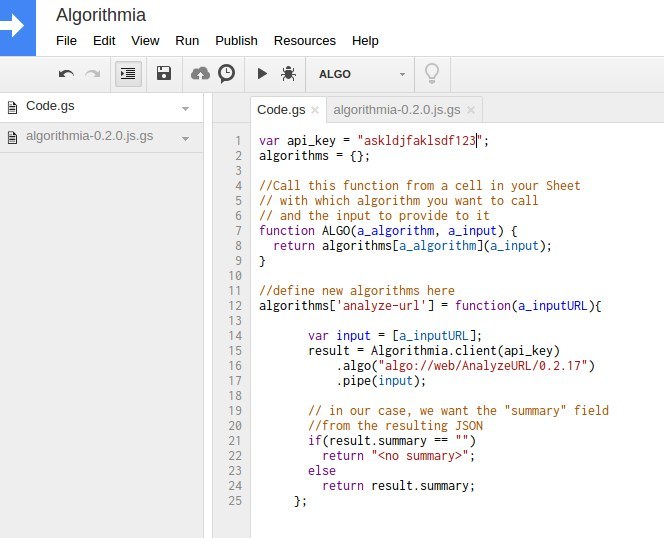 Algorithmia
File Edit View Run Publish Resources Help
ALGO
Code.gs
algorithmia-0.2.0.js.gs
Code.gs × algorithmia-0.2.0.js.gs ×
1 var api_key = "askldjfaklsdf123";
2 algorithms = {};
3
4 //Call this function from a cell in your Sheet
5 // with which algorithm you want to call
6 // and the input to provide to it
7 function ALGO(a_algorithm, a_input) {
8 return algorithms[a_algorithm](a_input);
9 }
10
11 //define new algorithms here
12 algorithms['analyze-url'] = function(a_inputURL){
13
14 var input = [a_inputURL];
15 result = Algorithmia.client(api_key)
16 .algo("algo://web/AnalyzeURL/0.2.17")
17 .pipe(input);
18
19 // in our case, we want the "summary" field
20 //from the resulting JSON
21 if(result.summary == "")
22 return "<no summary>";
23 else
24 return result.summary;
25 };